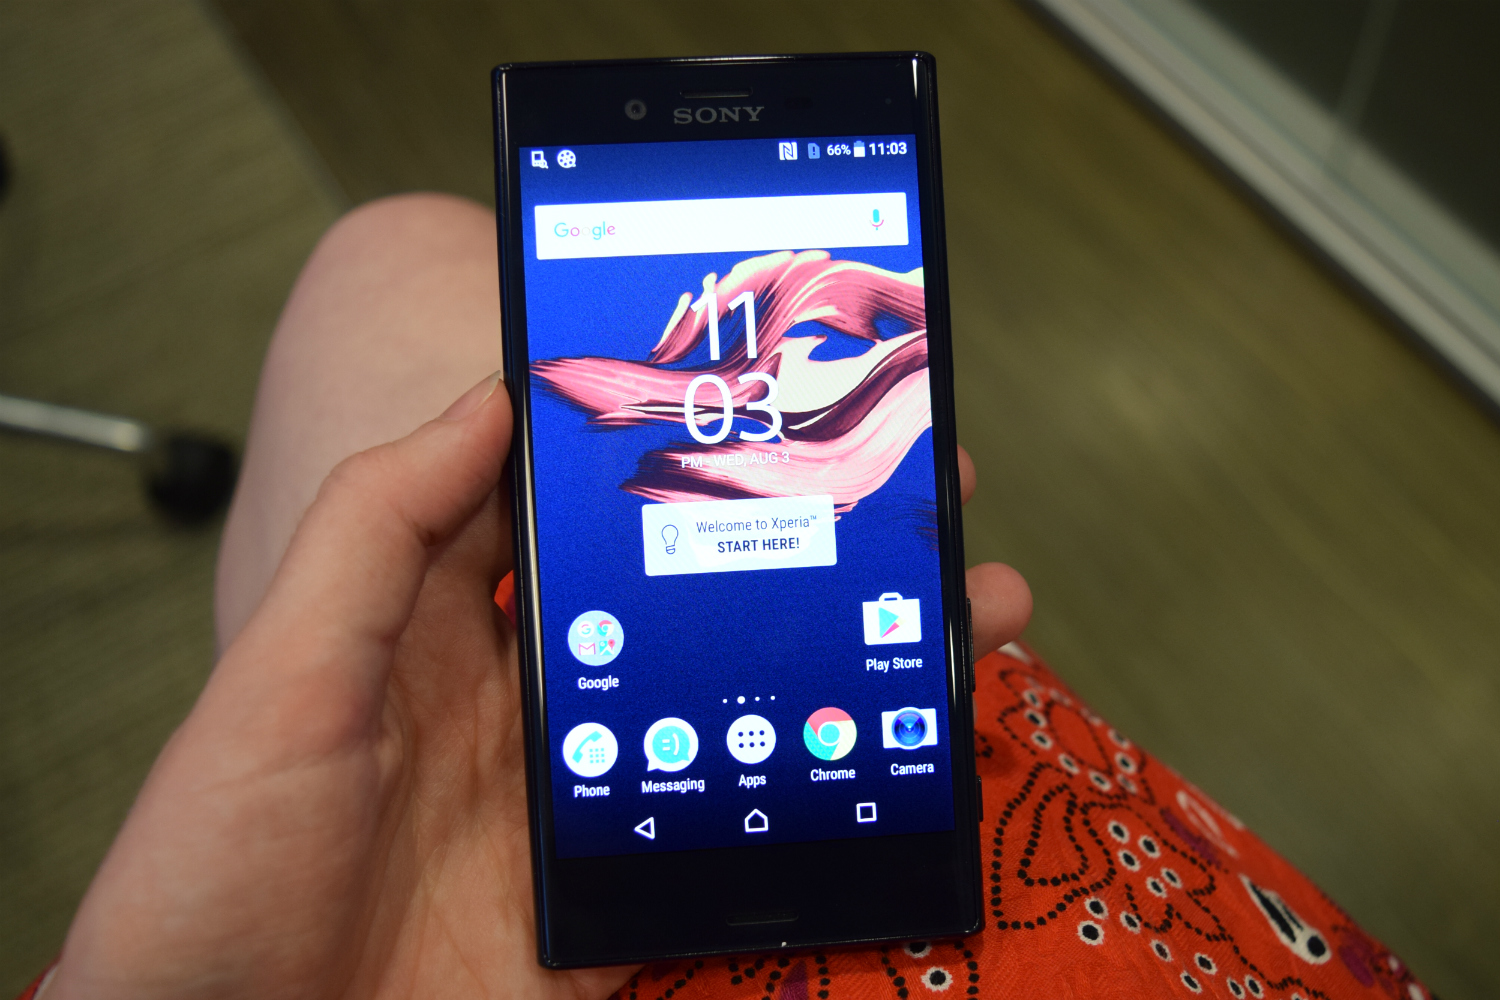 SONY
66% 11:03
Google
11
03
PM - WED, AUG 3
Welcome to Xperia™
START HERE!
Google
Play Store
Phone
Messaging
Apps
Chrome
Camera